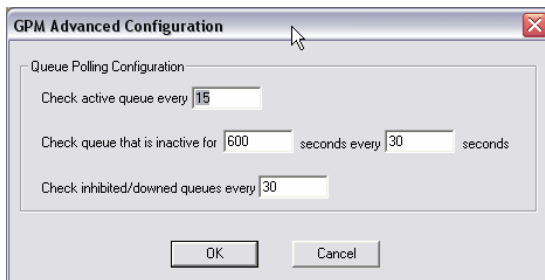 GPM Advanced Configuration
Queue Polling Configuration
Check active queue every 15
Check queue that is inactive for 600 seconds every 30 seconds
Check inhibited/downed queues every 30
OK Cancel